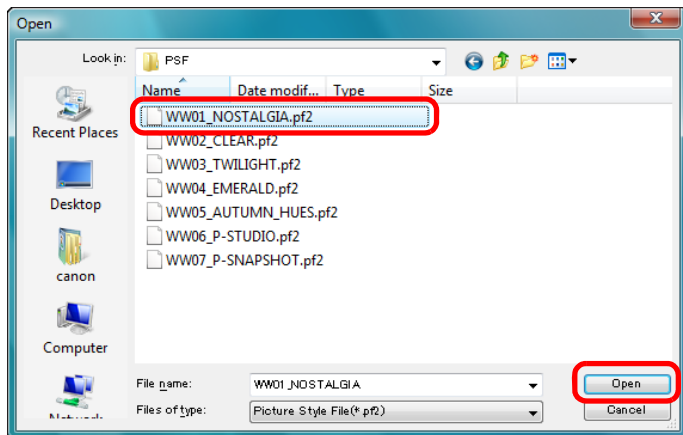 Open
Look in: PSF
Name Date modif... Type Size
WW01_NOSTALGIA.pf2
WW02_CLEAR.pf2
WW03_TWILIGHT.pf2
WW04_EMERALD.pf2
WW05_AUTUMN_HUES.pf2
WW06_P-STUDIO.pf2
WW07_P-SNAPSHOT.pf2
Recent Places
Desktop
canon
Computer
File name: WW01_NOSTALGIA Open
Files of type: Picture Style File(*.pf2) Cancel